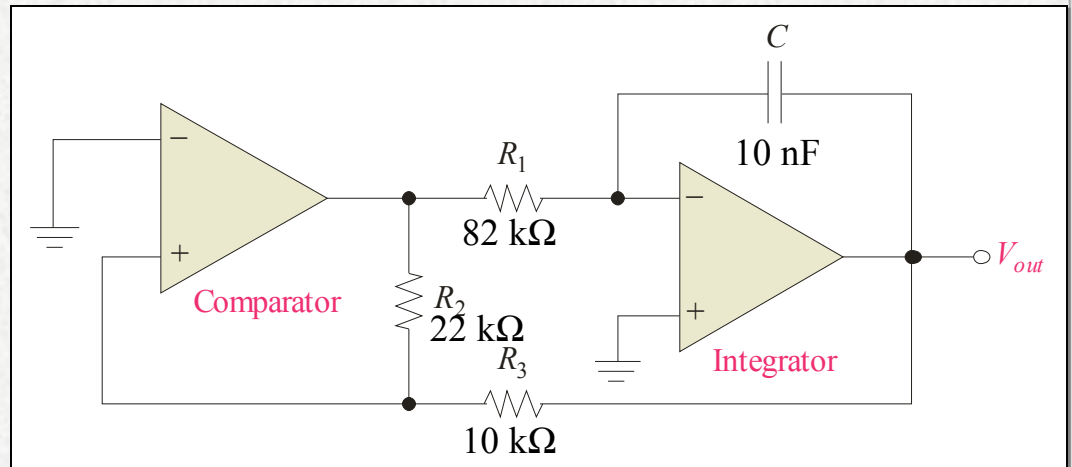 C
10 nF
R1
82 kΩ
−
+
Comparator
R2
22 kΩ
−
+
Integrator
Vout
R3
10 kΩ